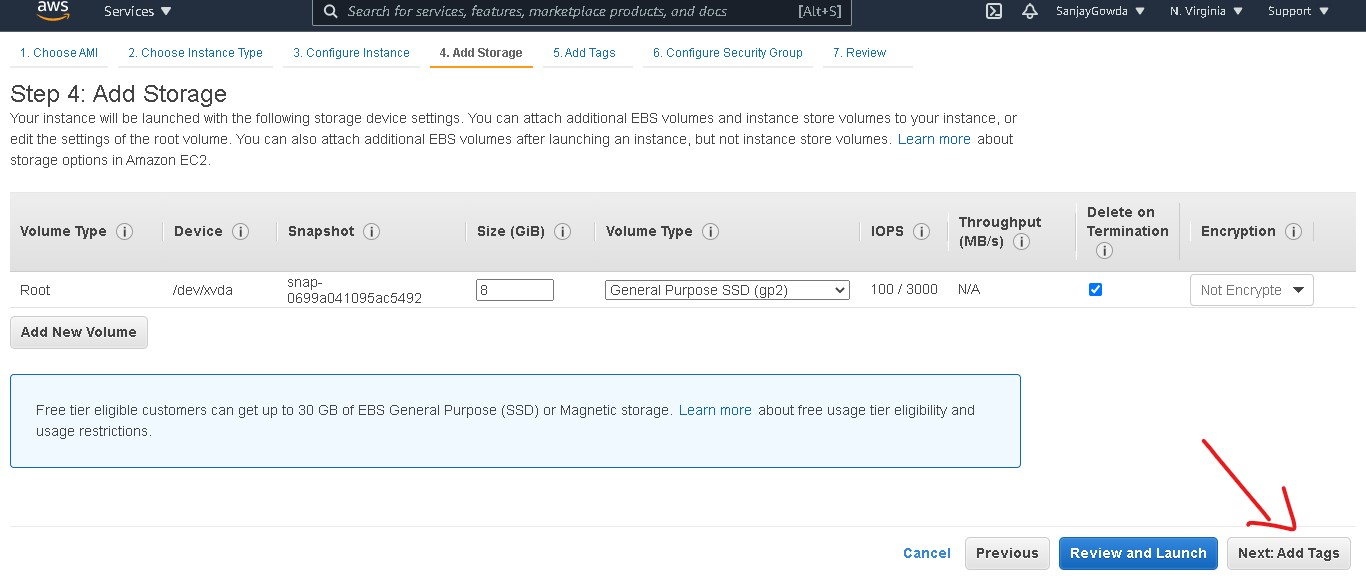 aws
Services
Search for services, features, marketplace products, and docs [Alt+S]
SanjayGowda
N. Virginia
Support
1. Choose AMI
2. Choose Instance Type
3. Configure Instance
4. Add Storage
5. Add Tags
6. Configure Security Group
7. Review
Step 4: Add Storage
Your instance will be launched with the following storage device settings. You can attach additional EBS volumes and instance store volumes to your instance, or
edit the settings of the root volume. You can also attach additional EBS volumes after launching an instance, but not instance store volumes. Learn more about
storage options in Amazon EC2.
Volume Type
Device
Snapshot
Size (GiB)
Volume Type
IOPS
Throughput
(MB/s)
Delete on
Termination
Encryption
Root
/dev/xvda
snap-
0699a041095ac5492
8
General Purpose SSD (gp2)
100 / 3000
N/A
Not Encrypte
Add New Volume
Free tier eligible customers can get up to 30 GB of EBS General Purpose (SSD) or Magnetic storage. Learn more about free usage tier eligibility and
usage restrictions.
Cancel
Previous
Review and Launch
Next: Add Tags